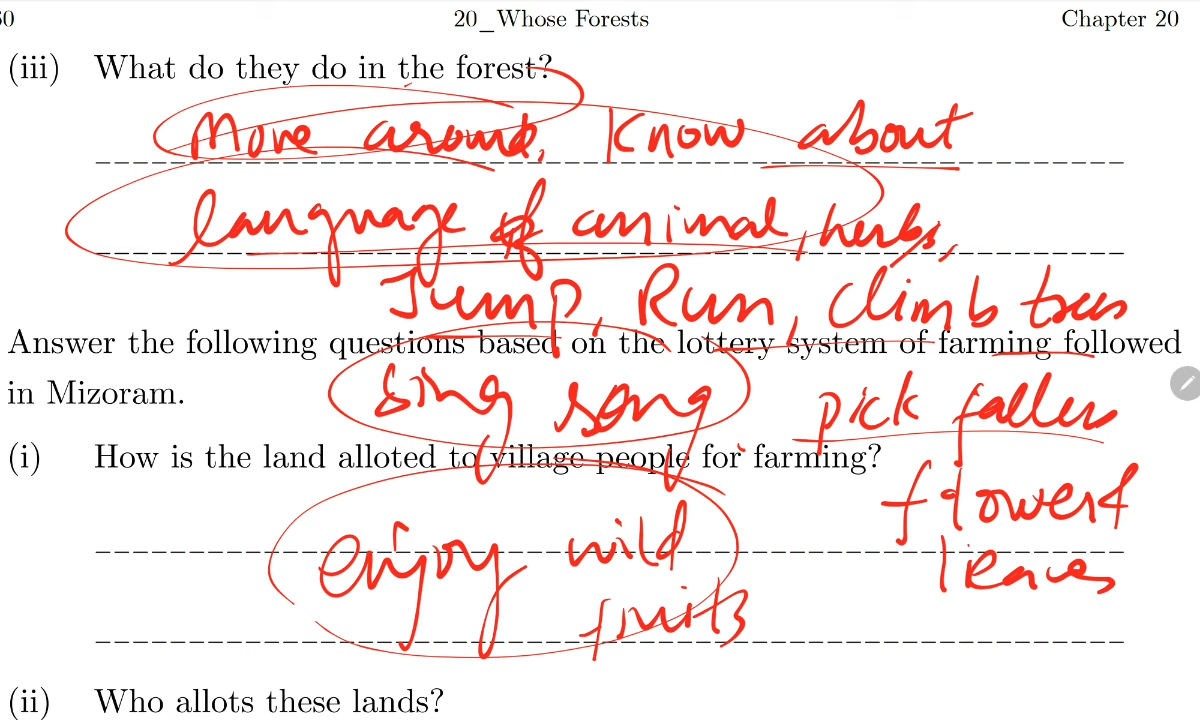 60 20_Whose Forests Chapter 20
(iii) What do they do in the forest?
Move around, Know about
language of animal, herbs,
Jump, Run, climb trees
Answer the following questions based on the lottery system of farming followed
in Mizoram.
sing song pick fallen
(i) How is the land alloted to village people for farming?
flower &
enjoy wild leaves
fruits
(ii) Who allots these lands?